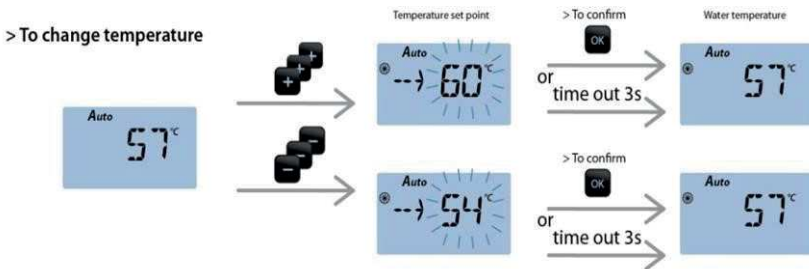 > To change temperature
Auto
57°C
+ + +
- - -
Temperature set point
Auto
60°C
> To confirm
OK
or
time out 3s
Water temperature
Auto
57°C
Auto
54°C
> To confirm
OK
or
time out 3s
Auto
57°C